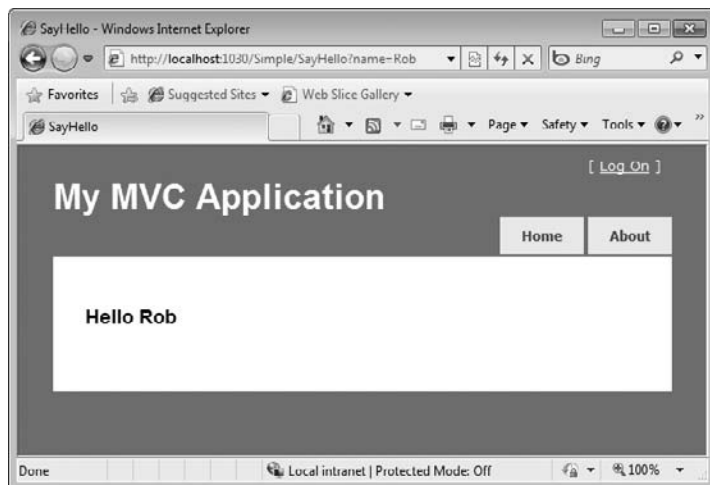 SayHello - Windows Internet Explorer
http://localhost:1030/Simple/SayHello?name=Rob
Bing
Favorites Suggested Sites Web Slice Gallery
SayHello Page Safety Tools »
[ Log On ]
My MVC Application
Home About
Hello Rob
Done Local intranet | Protected Mode: Off 100%